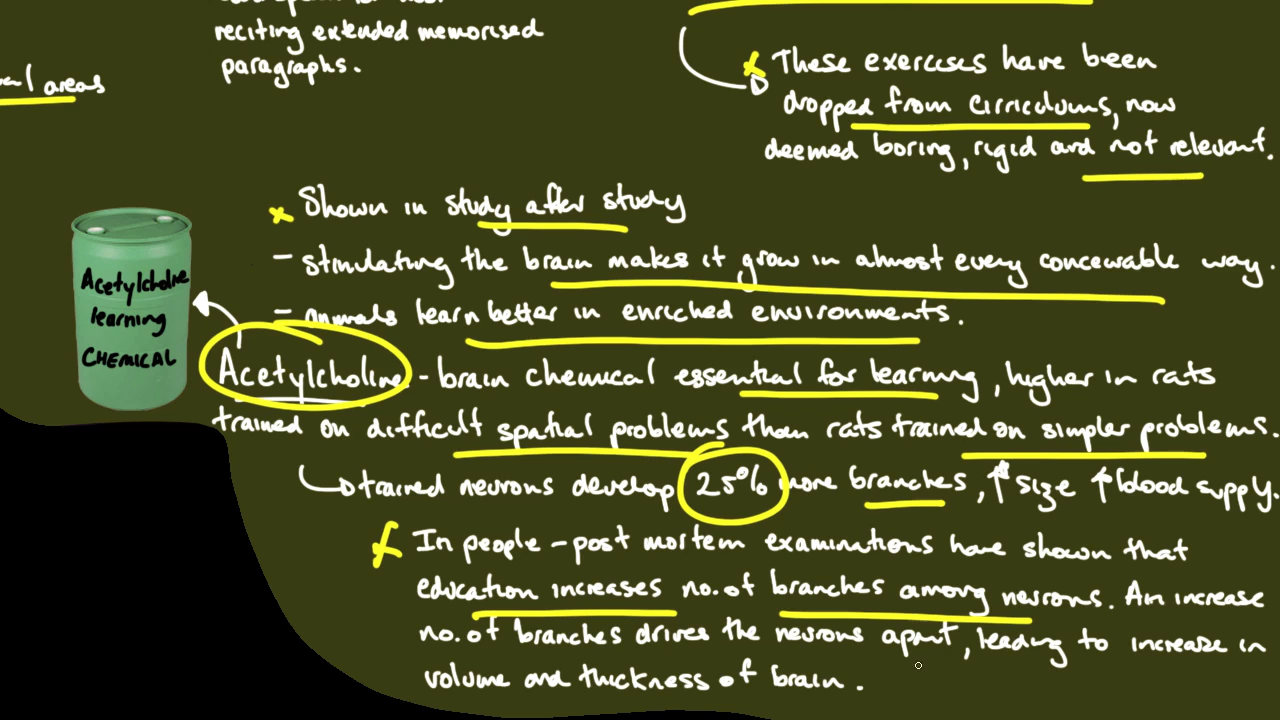 reciting extended memorised
paragraphs.
areas
These exercises have been
dropped from cirriculums, now
deemed boring, rigid and not relevant.
Shown in study after study
- stimulating the brain makes it grow in almost every concewable way.
- animals learn better in enriched environments.
Acetylcholine
learning
CHEMICAL
Acetylcholine - brain chemical essential for learning, higher in rats
trained on difficult spatial problems than rats trained on simpler problems.
trained neurons develop 25% more branches, ↑ size ↑ blood supply.
In people - post mortem examinations have shown that
education increases no. of branches among neurons. An increase
no. of branches drives the neurons apart, leading to increase in
volume and thickness of brain.